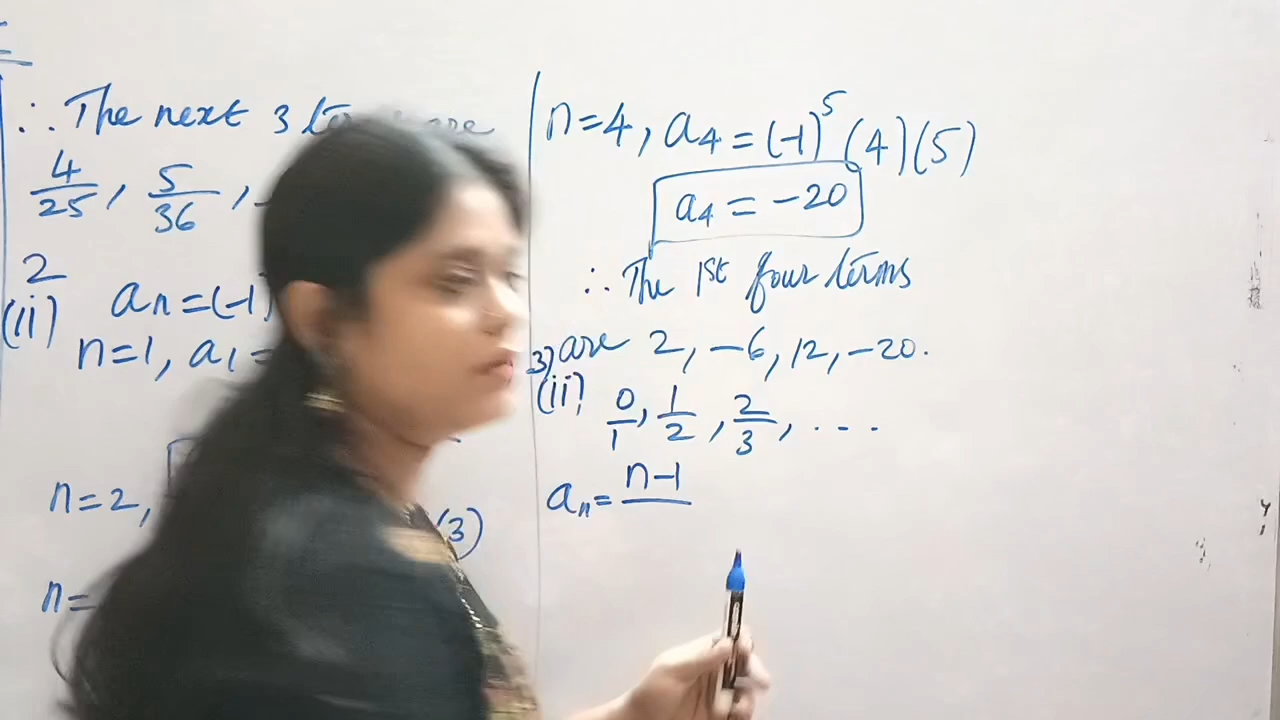 ∴ The next 3 are
4/25, 5/36,
2
(ii) an = (-1)
n=1, a1 =
n=2, (3)
n=
n=4, a4 = (-1)^5 (4)(5)
a4 = -20
∴ The 1st four terms
are 2, -6, 12, -20.
3)
(ii) 0/1, 1/2, 2/3, ...
an = n-1